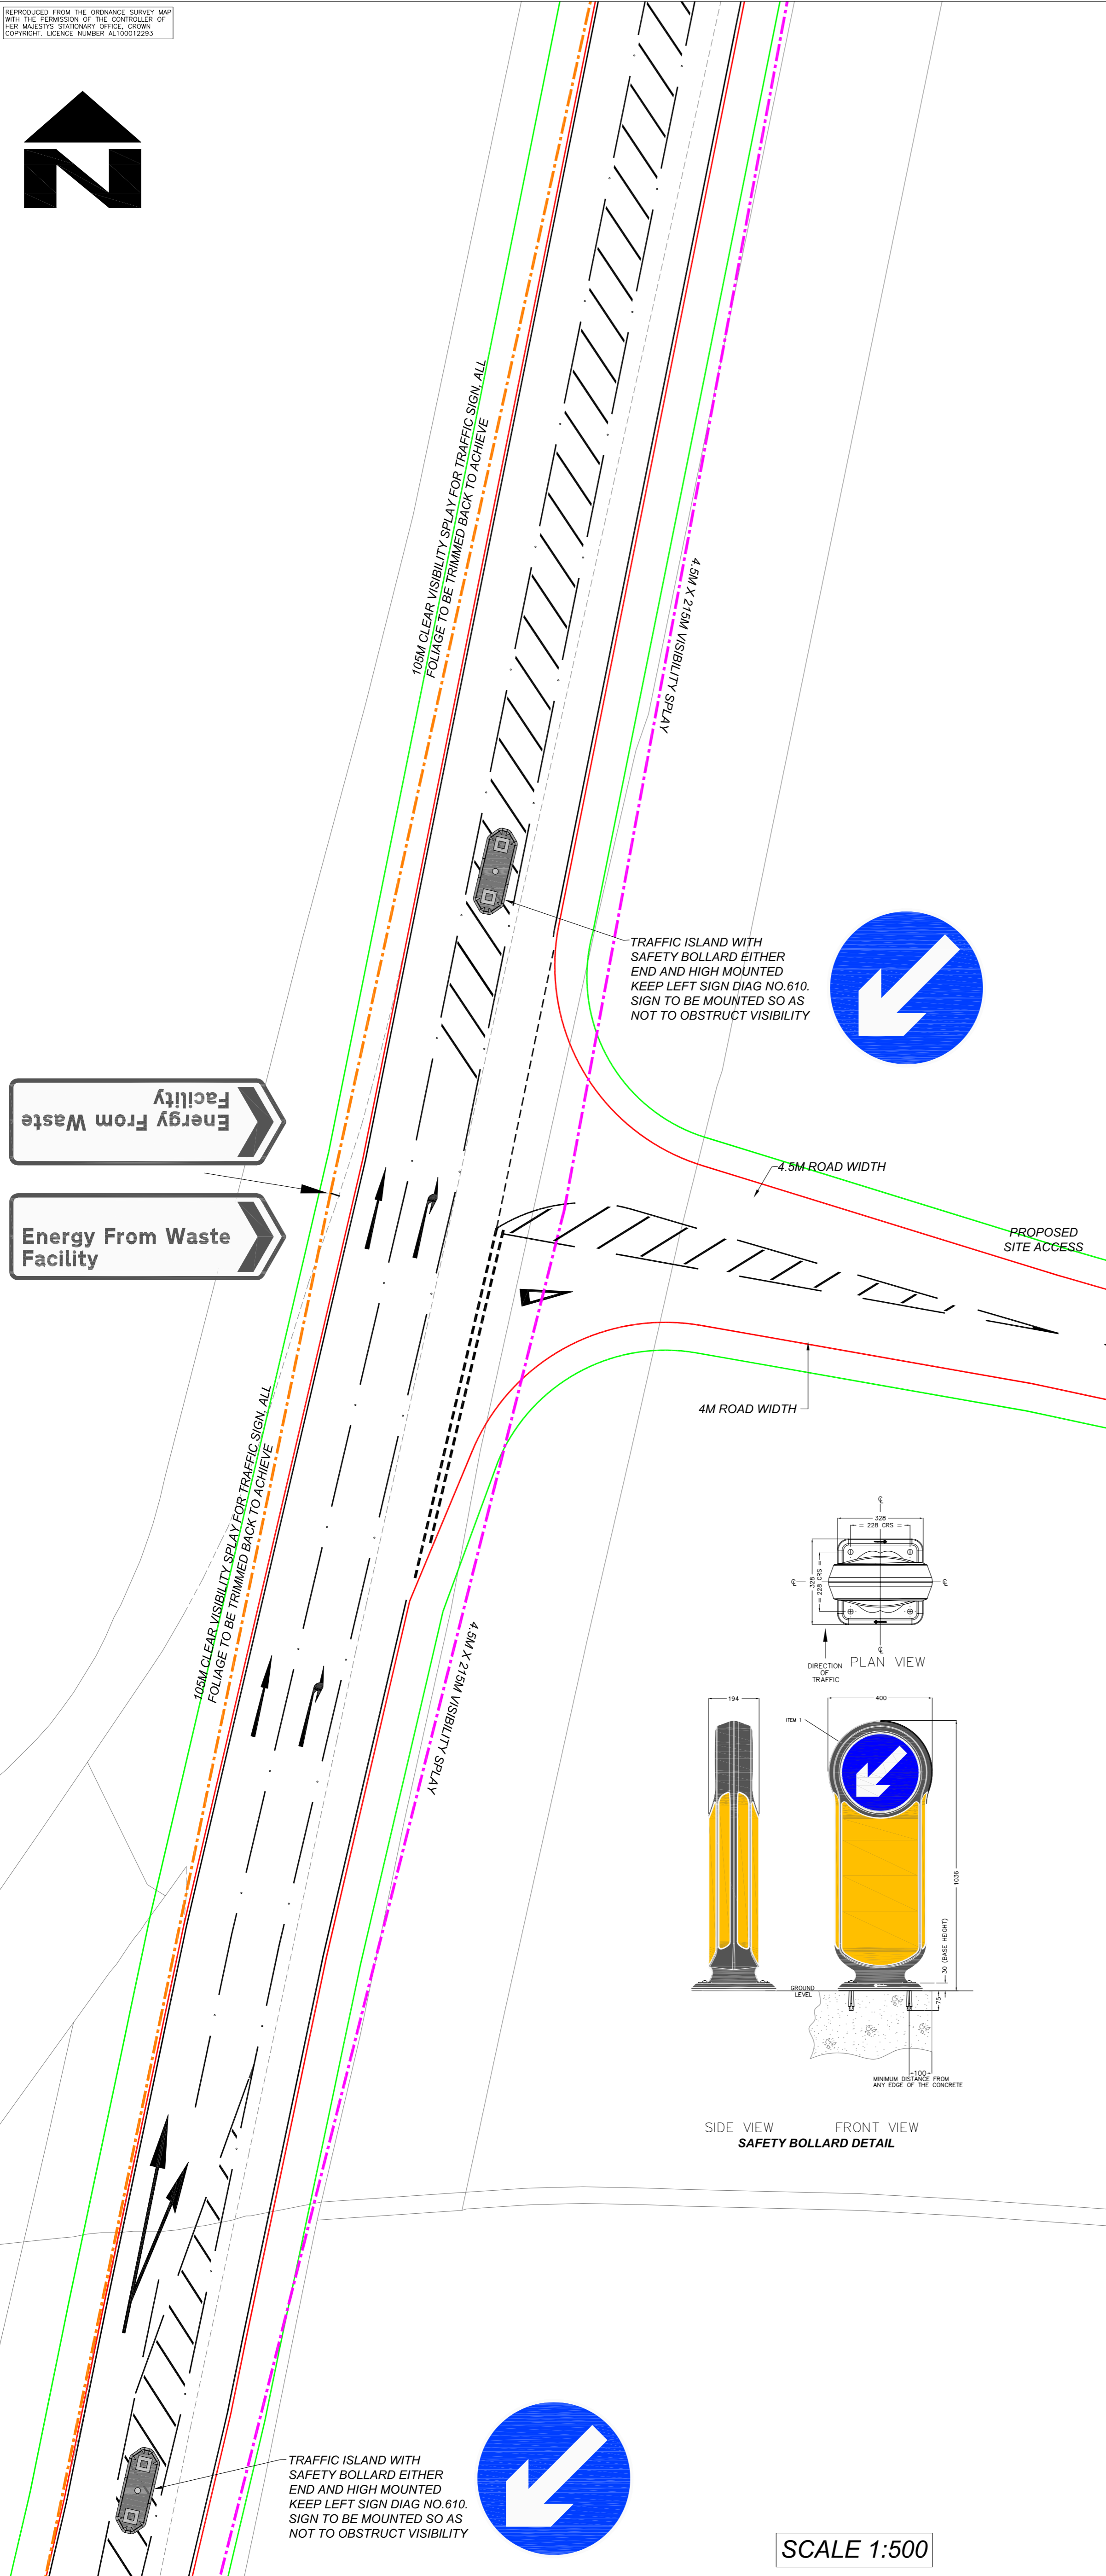 REPRODUCED FROM THE ORDNANCE SURVEY MAP
WITH THE PERMISSION OF THE CONTROLLER OF
HER MAJESTYS STATIONARY OFFICE, CROWN
COPYRIGHT. LICENCE NUMBER AL100012293
N
105M CLEAR VISIBILITY SPLAY FOR TRAFFIC SIGN, ALL
FOLIAGE TO BE TRIMMED BACK TO ACHIEVE
4.5M X 215M VISIBILITY SPLAY
TRAFFIC ISLAND WITH
SAFETY BOLLARD EITHER
END AND HIGH MOUNTED
KEEP LEFT SIGN DIAG NO.610.
SIGN TO BE MOUNTED SO AS
NOT TO OBSTRUCT VISIBILITY
Energy From Waste
Facility
4.5M ROAD WIDTH
Energy From Waste
Facility
PROPOSED
SITE ACCESS
4M ROAD WIDTH
105M CLEAR VISIBILITY SPLAY FOR TRAFFIC SIGN, ALL
FOLIAGE TO BE TRIMMED BACK TO ACHIEVE
4.5M X 215M VISIBILITY SPLAY
328
= 228 CRS =
328
= 228 CRS =
DIRECTION
OF
TRAFFIC
PLAN VIEW
194
400
ITEM 1
1036
30 (BASE HEIGHT)
GROUND
LEVEL
75
100
MINIMUM DISTANCE FROM
ANY EDGE OF THE CONCRETE
SIDE VIEW
FRONT VIEW
SAFETY BOLLARD DETAIL
TRAFFIC ISLAND WITH
SAFETY BOLLARD EITHER
END AND HIGH MOUNTED
KEEP LEFT SIGN DIAG NO.610.
SIGN TO BE MOUNTED SO AS
NOT TO OBSTRUCT VISIBILITY
SCALE 1:500